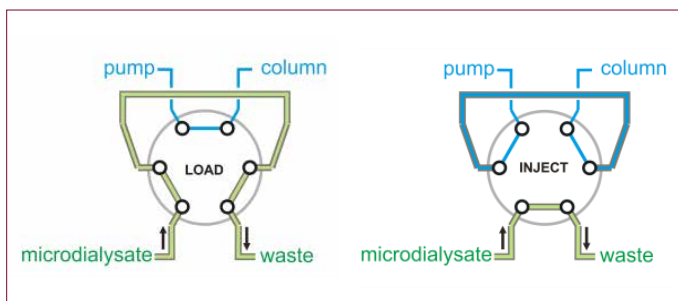 pump column
LOAD
microdialysate waste
pump column
INJECT
microdialysate waste